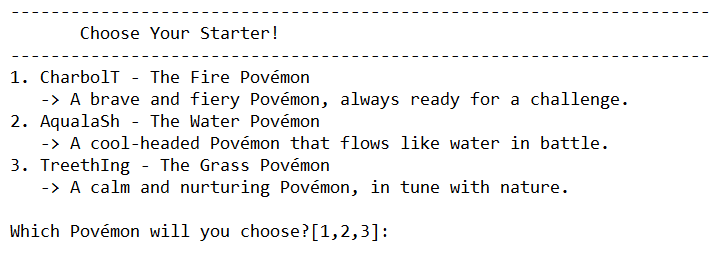 ----------------------------------------------------------------------
Choose Your Starter!
----------------------------------------------------------------------
1. CharbolT - The Fire Povémon
-> A brave and fiery Povémon, always ready for a challenge.
2. AqualaSh - The Water Povémon
-> A cool-headed Povémon that flows like water in battle.
3. TreethIng - The Grass Povémon
-> A calm and nurturing Povémon, in tune with nature.
Which Povémon will you choose?[1,2,3]: